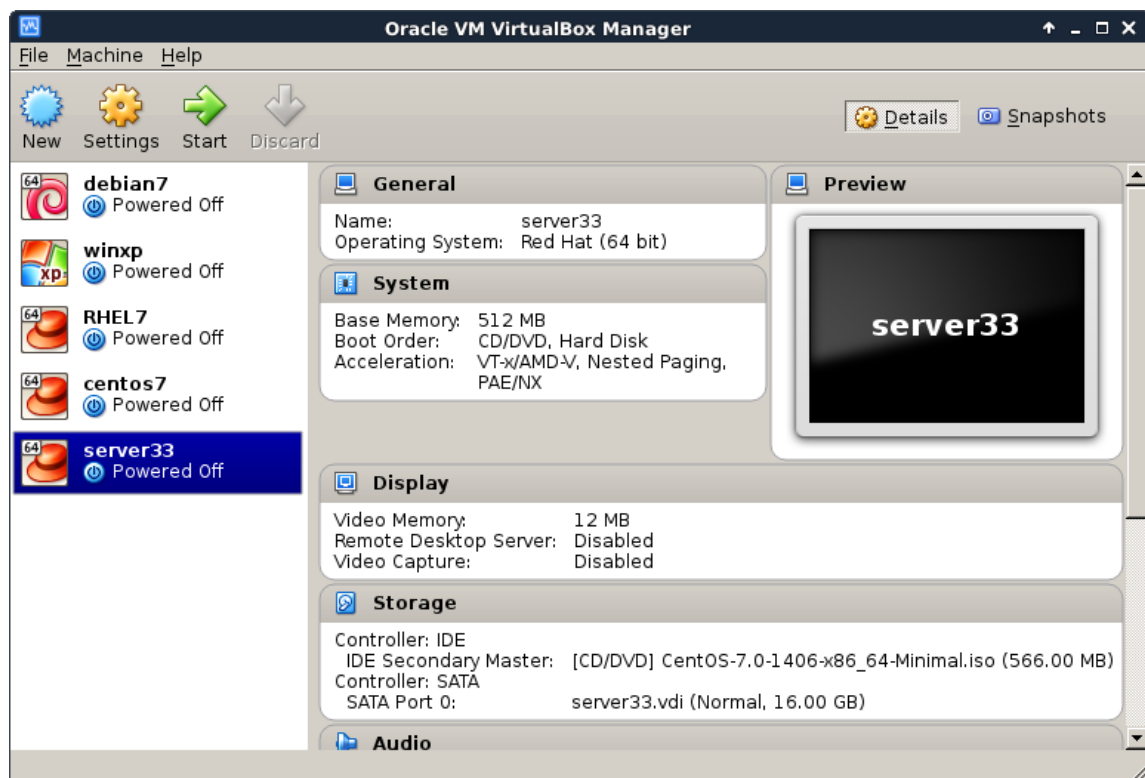 Oracle VM VirtualBox Manager
File Machine Help
New Settings Start Discard
Details Snapshots
64 debian7
Powered Off
xp winxp
Powered Off
64 RHEL7
Powered Off
64 centos7
Powered Off
64 server33
Powered Off
General
Name: server33
Operating System: Red Hat (64 bit)
System
Base Memory: 512 MB
Boot Order: CD/DVD, Hard Disk
Acceleration: VT-x/AMD-V, Nested Paging,
PAE/NX
Preview
server33
Display
Video Memory: 12 MB
Remote Desktop Server: Disabled
Video Capture: Disabled
Storage
Controller: IDE
IDE Secondary Master: [CD/DVD] CentOS-7.0-1406-x86_64-Minimal.iso (566.00 MB)
Controller: SATA
SATA Port 0: server33.vdi (Normal, 16.00 GB)
Audio